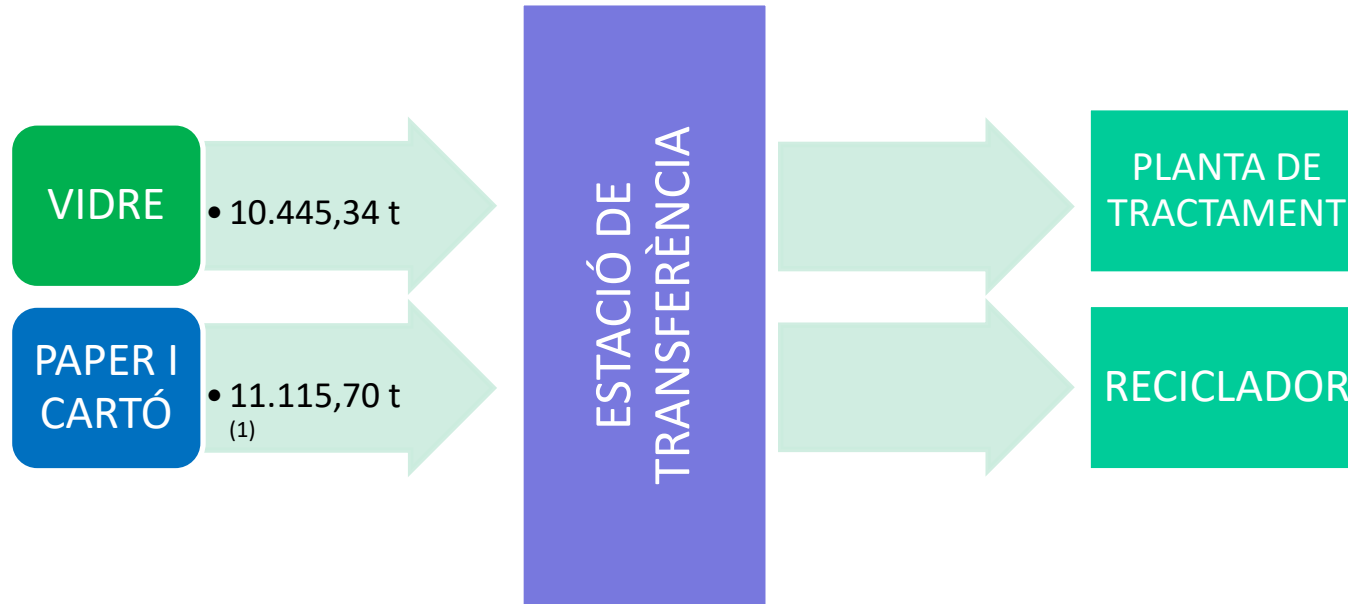 VIDRE
• 10.445,34 t
PAPER I
CARTÓ
• 11.115,70 t
(1)
ESTACIÓ DE
TRANSFERÈNCIA
PLANTA DE
TRACTAMENT
RECICLADOR